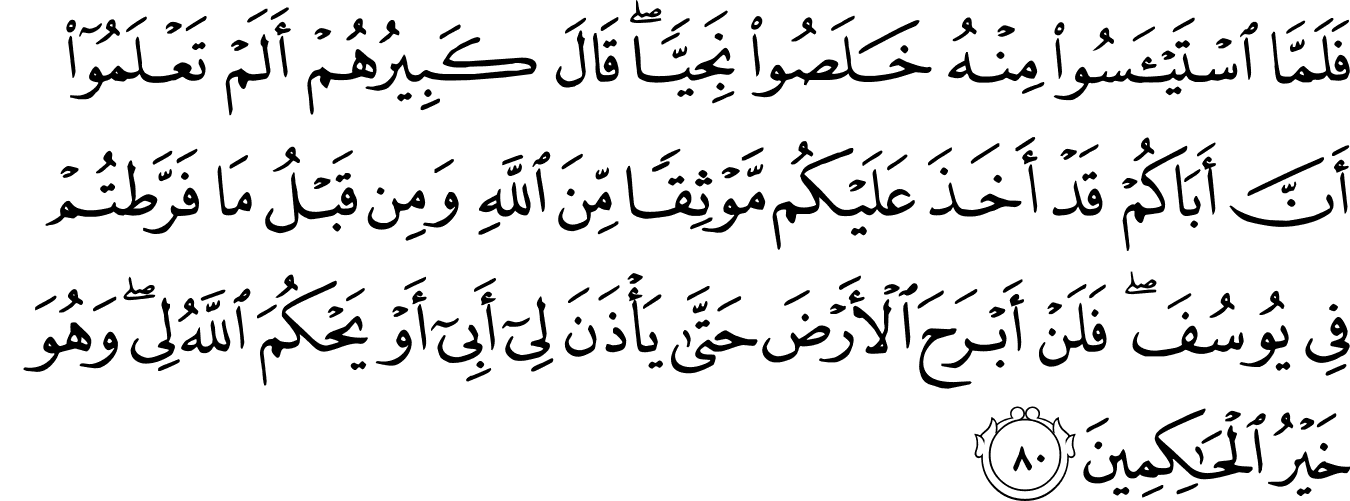 فَلَمَّا ٱسْتَيْـَٔسُوا۟ مِنْهُ خَلَصُوا۟ نَجِيًّا ۖ قَالَ كَبِيرُهُمْ أَلَمْ تَعْلَمُوٓا۟
أَنَّ أَبَاكُمْ قَدْ أَخَذَ عَلَيْكُم مَّوْثِقًا مِّنَ ٱللَّهِ وَمِن قَبْلُ مَا فَرَّطتُمْ
فِى يُوسُفَ ۖ فَلَنْ أَبْرَحَ ٱلْأَرْضَ حَتَّىٰ يَأْذَنَ لِىٓ أَبِىٓ أَوْ يَحْكُمَ ٱللَّهُ لِى ۖ وَهُوَ
خَيْرُ ٱلْحَـٰكِمِينَ ٨٠